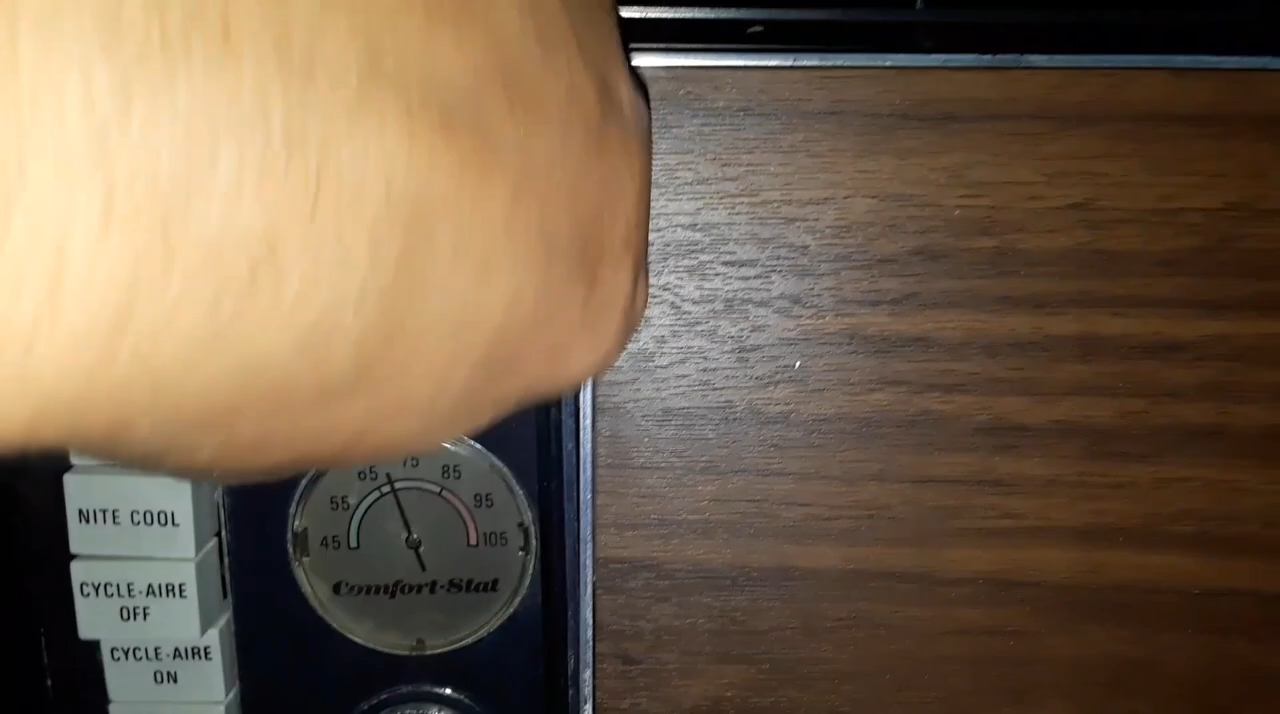 NITE COOL
CYCLE-AIRE
OFF
CYCLE-AIRE
ON
45
55
65
75
85
95
105
Comfort-Stat